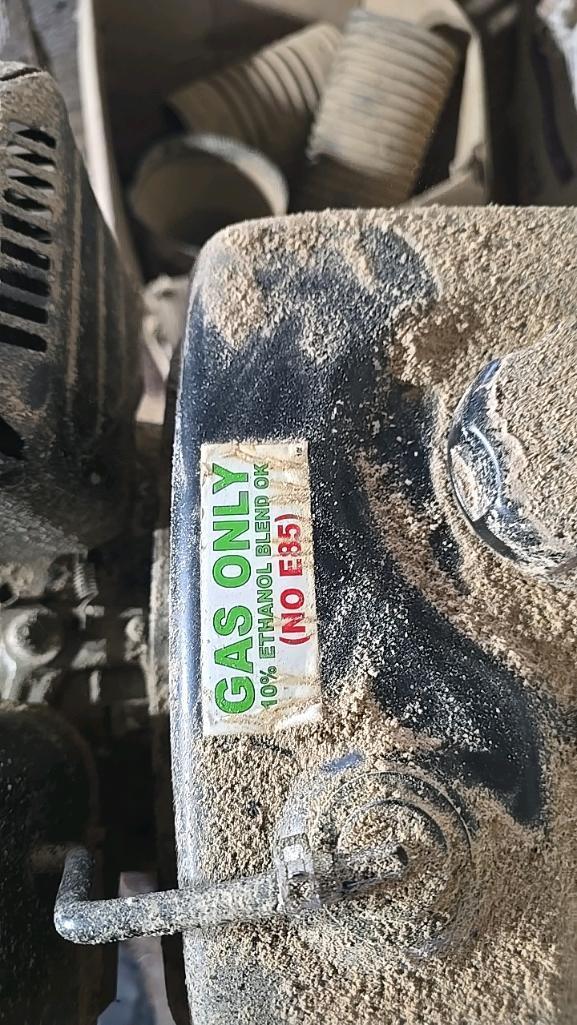 GAS ONLY
10% ETHANOL BLEND OK
(NO E85)